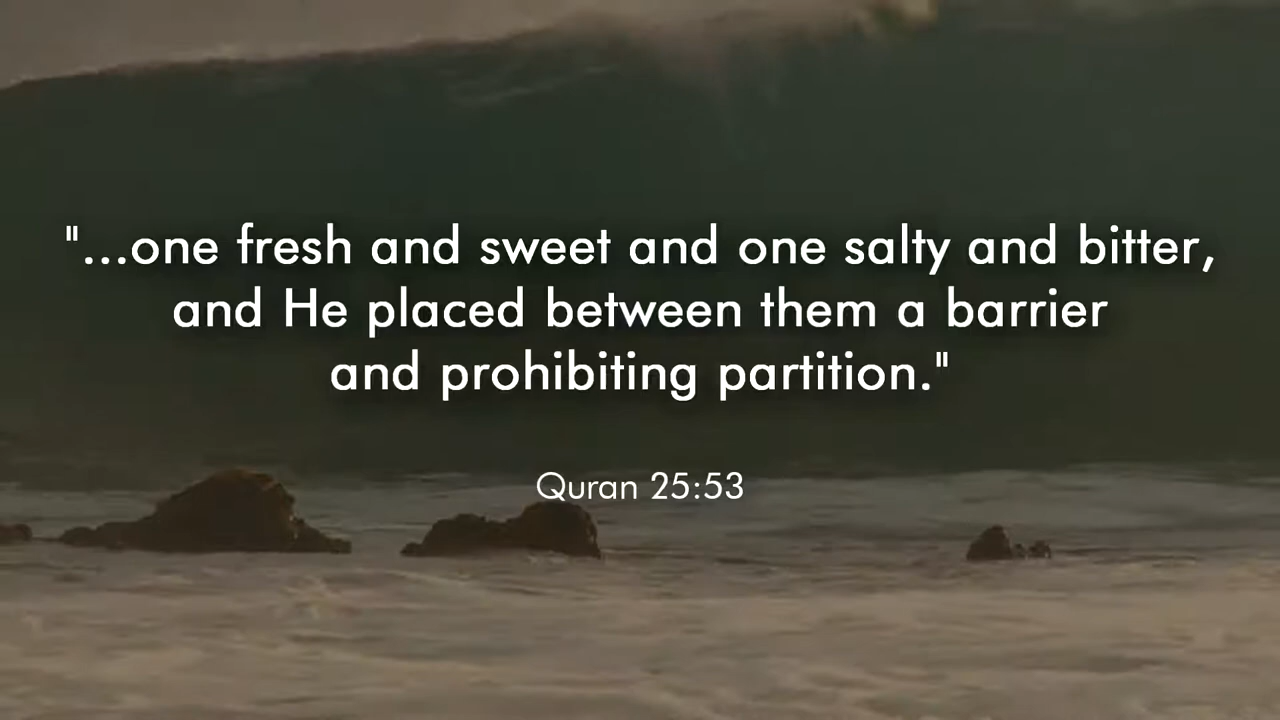 "...one fresh and sweet and one salty and bitter,
and He placed between them a barrier
and prohibiting partition."
Quran 25:53